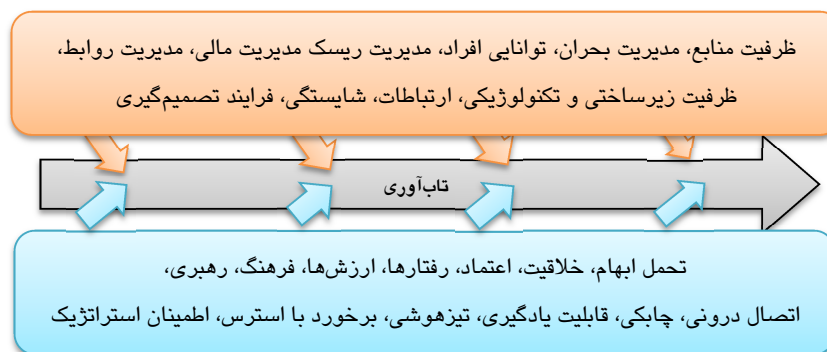 ظرفیت منابع، مدیریت بحران، توانایی افراد، مدیریت ریسک مدیریت مالی، مدیریت روابط،
ظرفیت زیرساختی و تکنولوژیکی، ارتباطات، شایستگی، فرایند تصمیم‌گیری
تاب‌آوری
تحمل ابهام، خلاقیت، اعتماد، رفتارها، ارزش‌ها، فرهنگ، رهبری،
اتصال درونی، چابکی، قابلیت یادگیری، تیزهوشی، برخورد با استرس، اطمینان استراتژیک